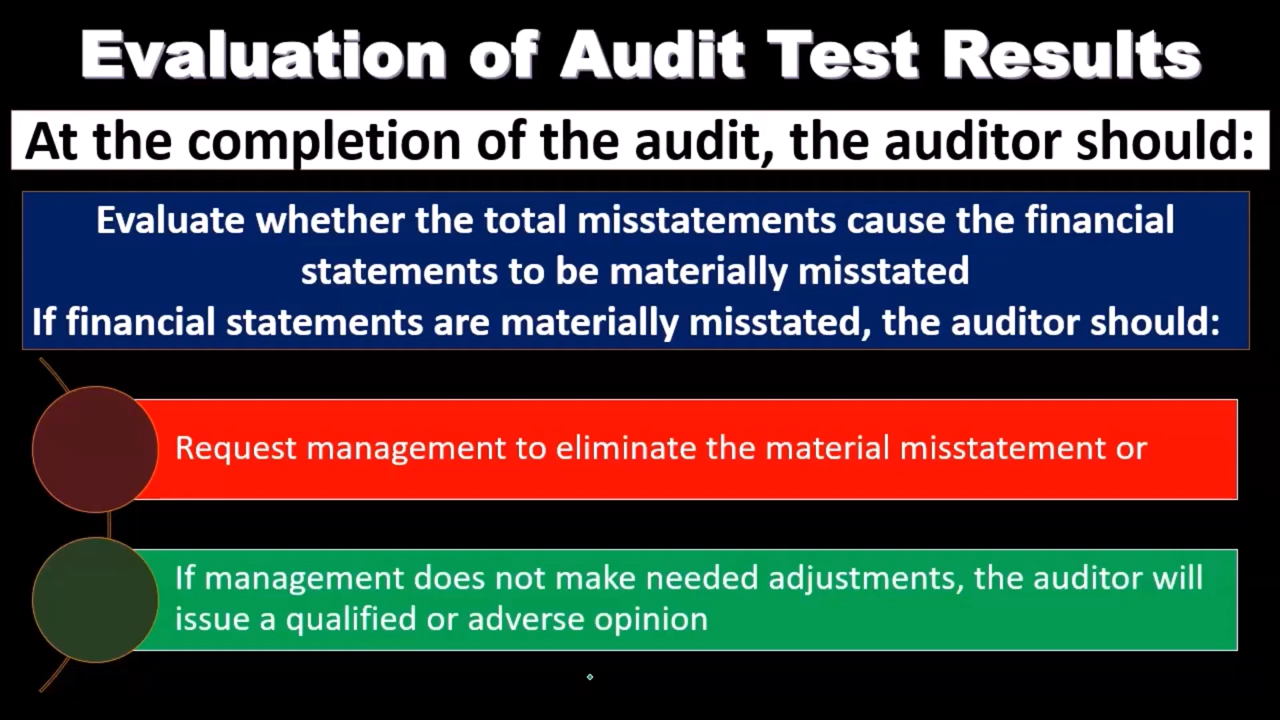 Evaluation of Audit Test Results
At the completion of the audit, the auditor should:
Evaluate whether the total misstatements cause the financial
statements to be materially misstated
If financial statements are materially misstated, the auditor should:
Request management to eliminate the material misstatement or
If management does not make needed adjustments, the auditor will
issue a qualified or adverse opinion